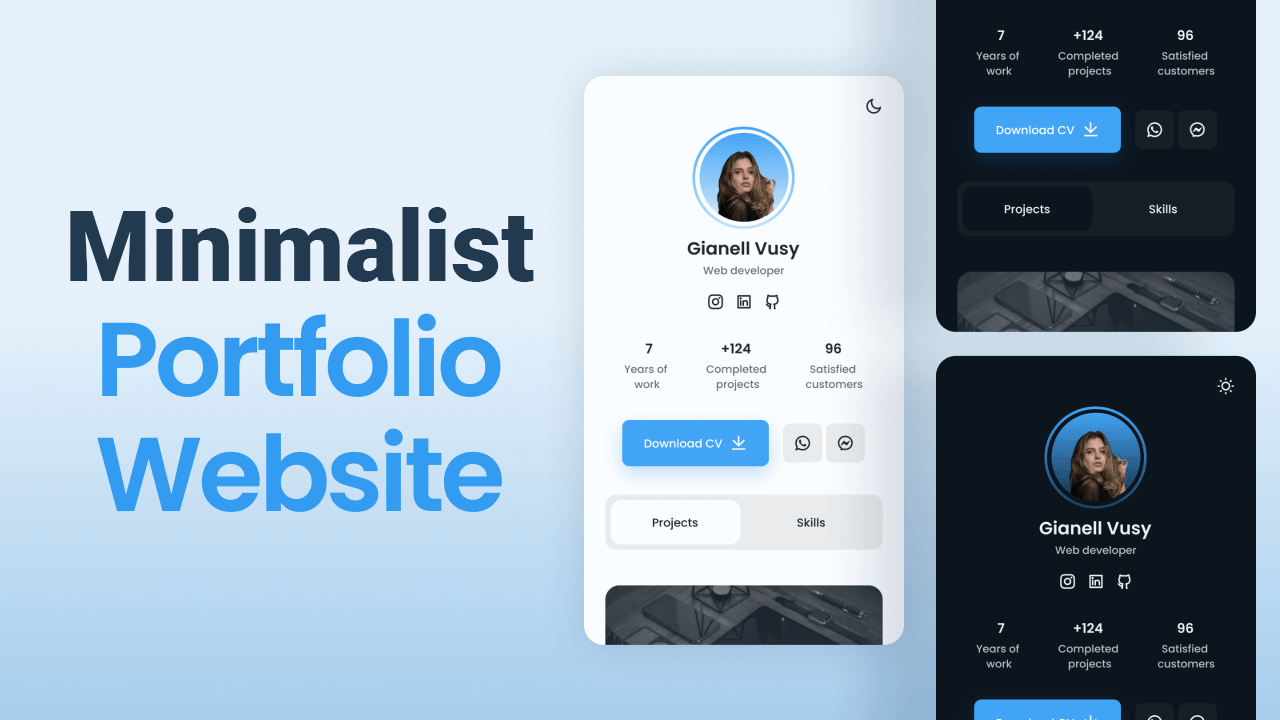 Minimalist
Portfolio
Website
Gianell Vusy
Web developer
7 +124 96
Years of Completed Satisfied
work projects customers
Download CV
Projects Skills
7 +124 96
Years of Completed Satisfied
work projects customers
Download CV
Projects Skills
Gianell Vusy
Web developer
7 +124 96
Years of Completed Satisfied
work projects customers